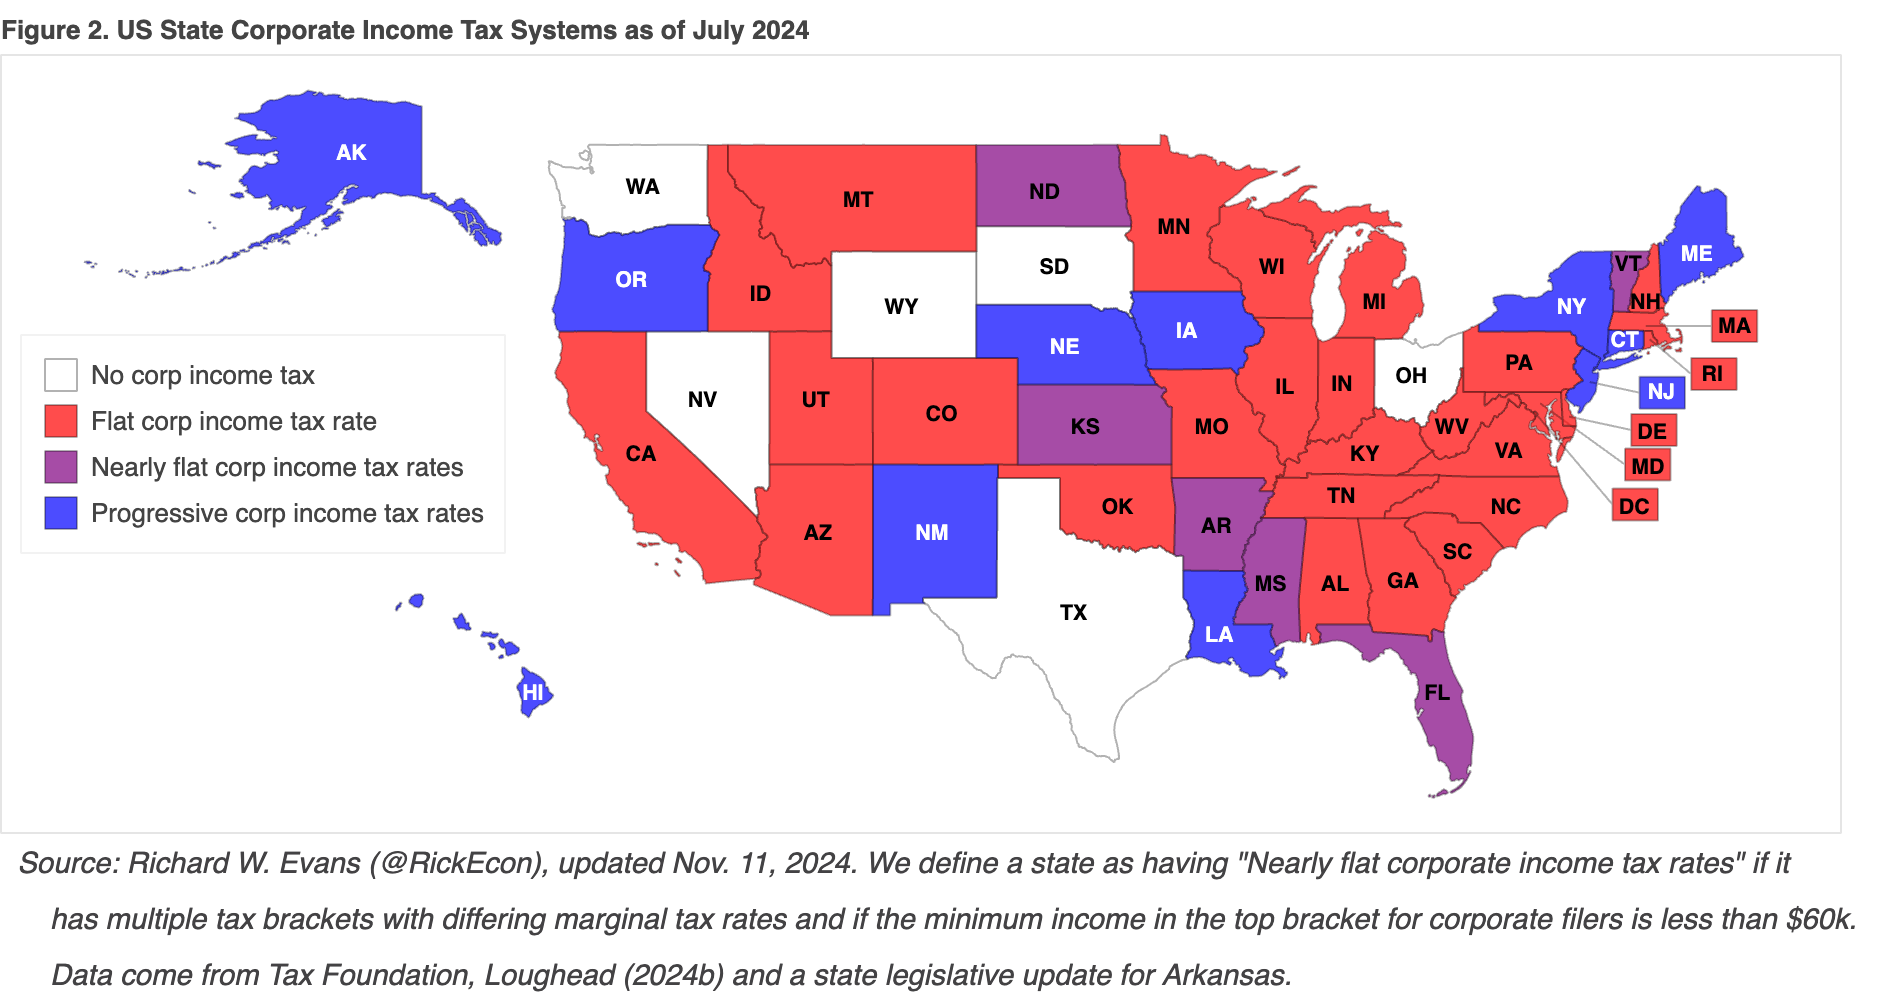 Figure 2. US State Corporate Income Tax Systems as of July 2024
AK
WA
MT
ND
MN
OR
ID
WY
SD
WI
MI
VT
NH
ME
NY
MA
CT
RI
NJ
NE
IA
PA
OH
IL
IN
NV
UT
CO
KS
MO
WV
VA
DE
MD
DC
KY
CA
AZ
NM
OK
AR
TN
NC
SC
TX
LA
MS
AL
GA
FL
HI
No corp income tax
Flat corp income tax rate
Nearly flat corp income tax rates
Progressive corp income tax rates
Source: Richard W. Evans (@RickEcon), updated Nov. 11, 2024. We define a state as having "Nearly flat corporate income tax rates" if it
has multiple tax brackets with differing marginal tax rates and if the minimum income in the top bracket for corporate filers is less than $60k.
Data come from Tax Foundation, Loughead (2024b) and a state legislative update for Arkansas.